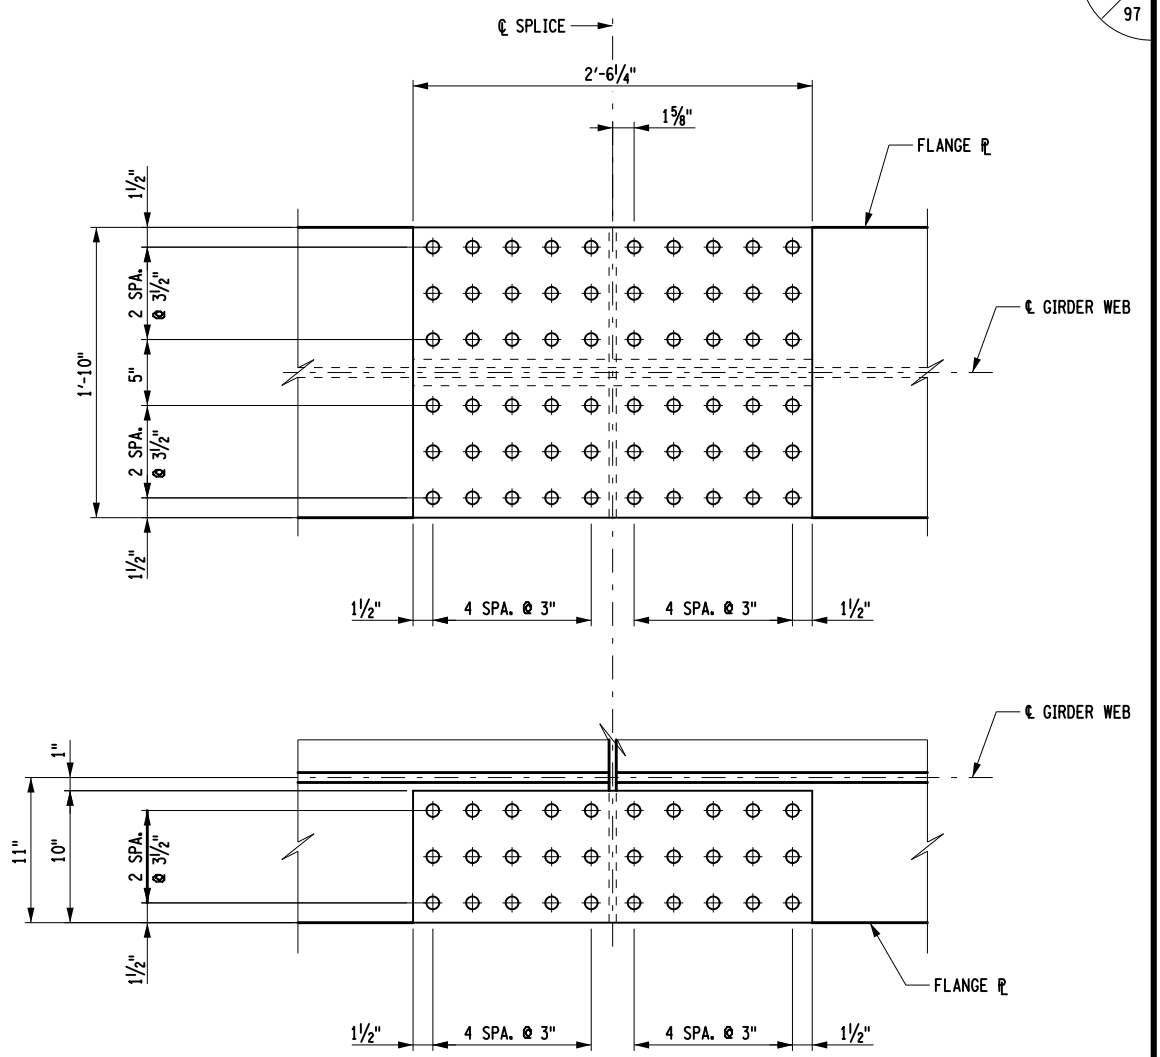 97
℄ SPLICE
2'-6¼"
1⅝"
FLANGE ⅊
1½"
2 SPA.
@ 3½"
℄ GIRDER WEB
1'-10"
5"
2 SPA.
@ 3½"
1½"
1½"
4 SPA. @ 3"
4 SPA. @ 3"
1½"
℄ GIRDER WEB
1"
11"
10"
2 SPA.
@ 3½"
1½"
FLANGE ⅊
1½"
4 SPA. @ 3"
4 SPA. @ 3"
1½"